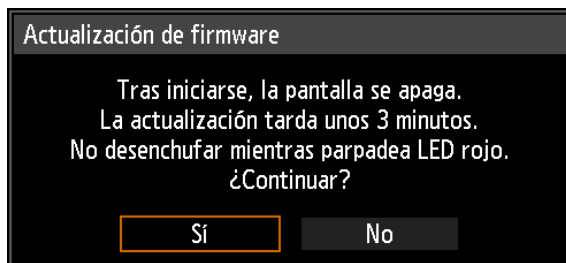 Actualización de firmware
Tras iniciarse, la pantalla se apaga.
La actualización tarda unos 3 minutos.
No desenchufar mientras parpadea LED rojo.
¿Continuar?
Sí No